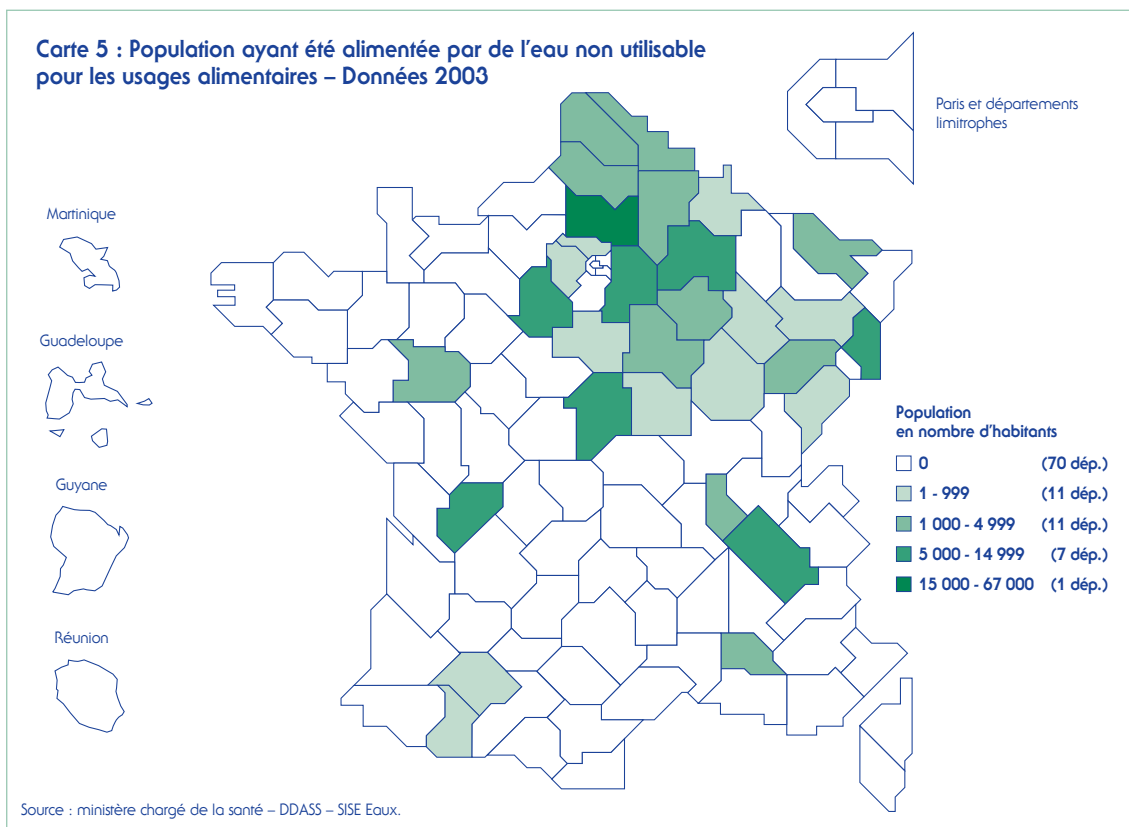 Carte 5 : Population ayant été alimentée par de l'eau non utilisable
pour les usages alimentaires – Données 2003
Paris et départements
limitrophes
Martinique
Guadeloupe
Guyane
Réunion
Population
en nombre d'habitants
0 (70 dép.)
1 - 999 (11 dép.)
1 000 - 4 999 (11 dép.)
5 000 - 14 999 (7 dép.)
15 000 - 67 000 (1 dép.)
Source : ministère chargé de la santé – DDASS – SISE Eaux.